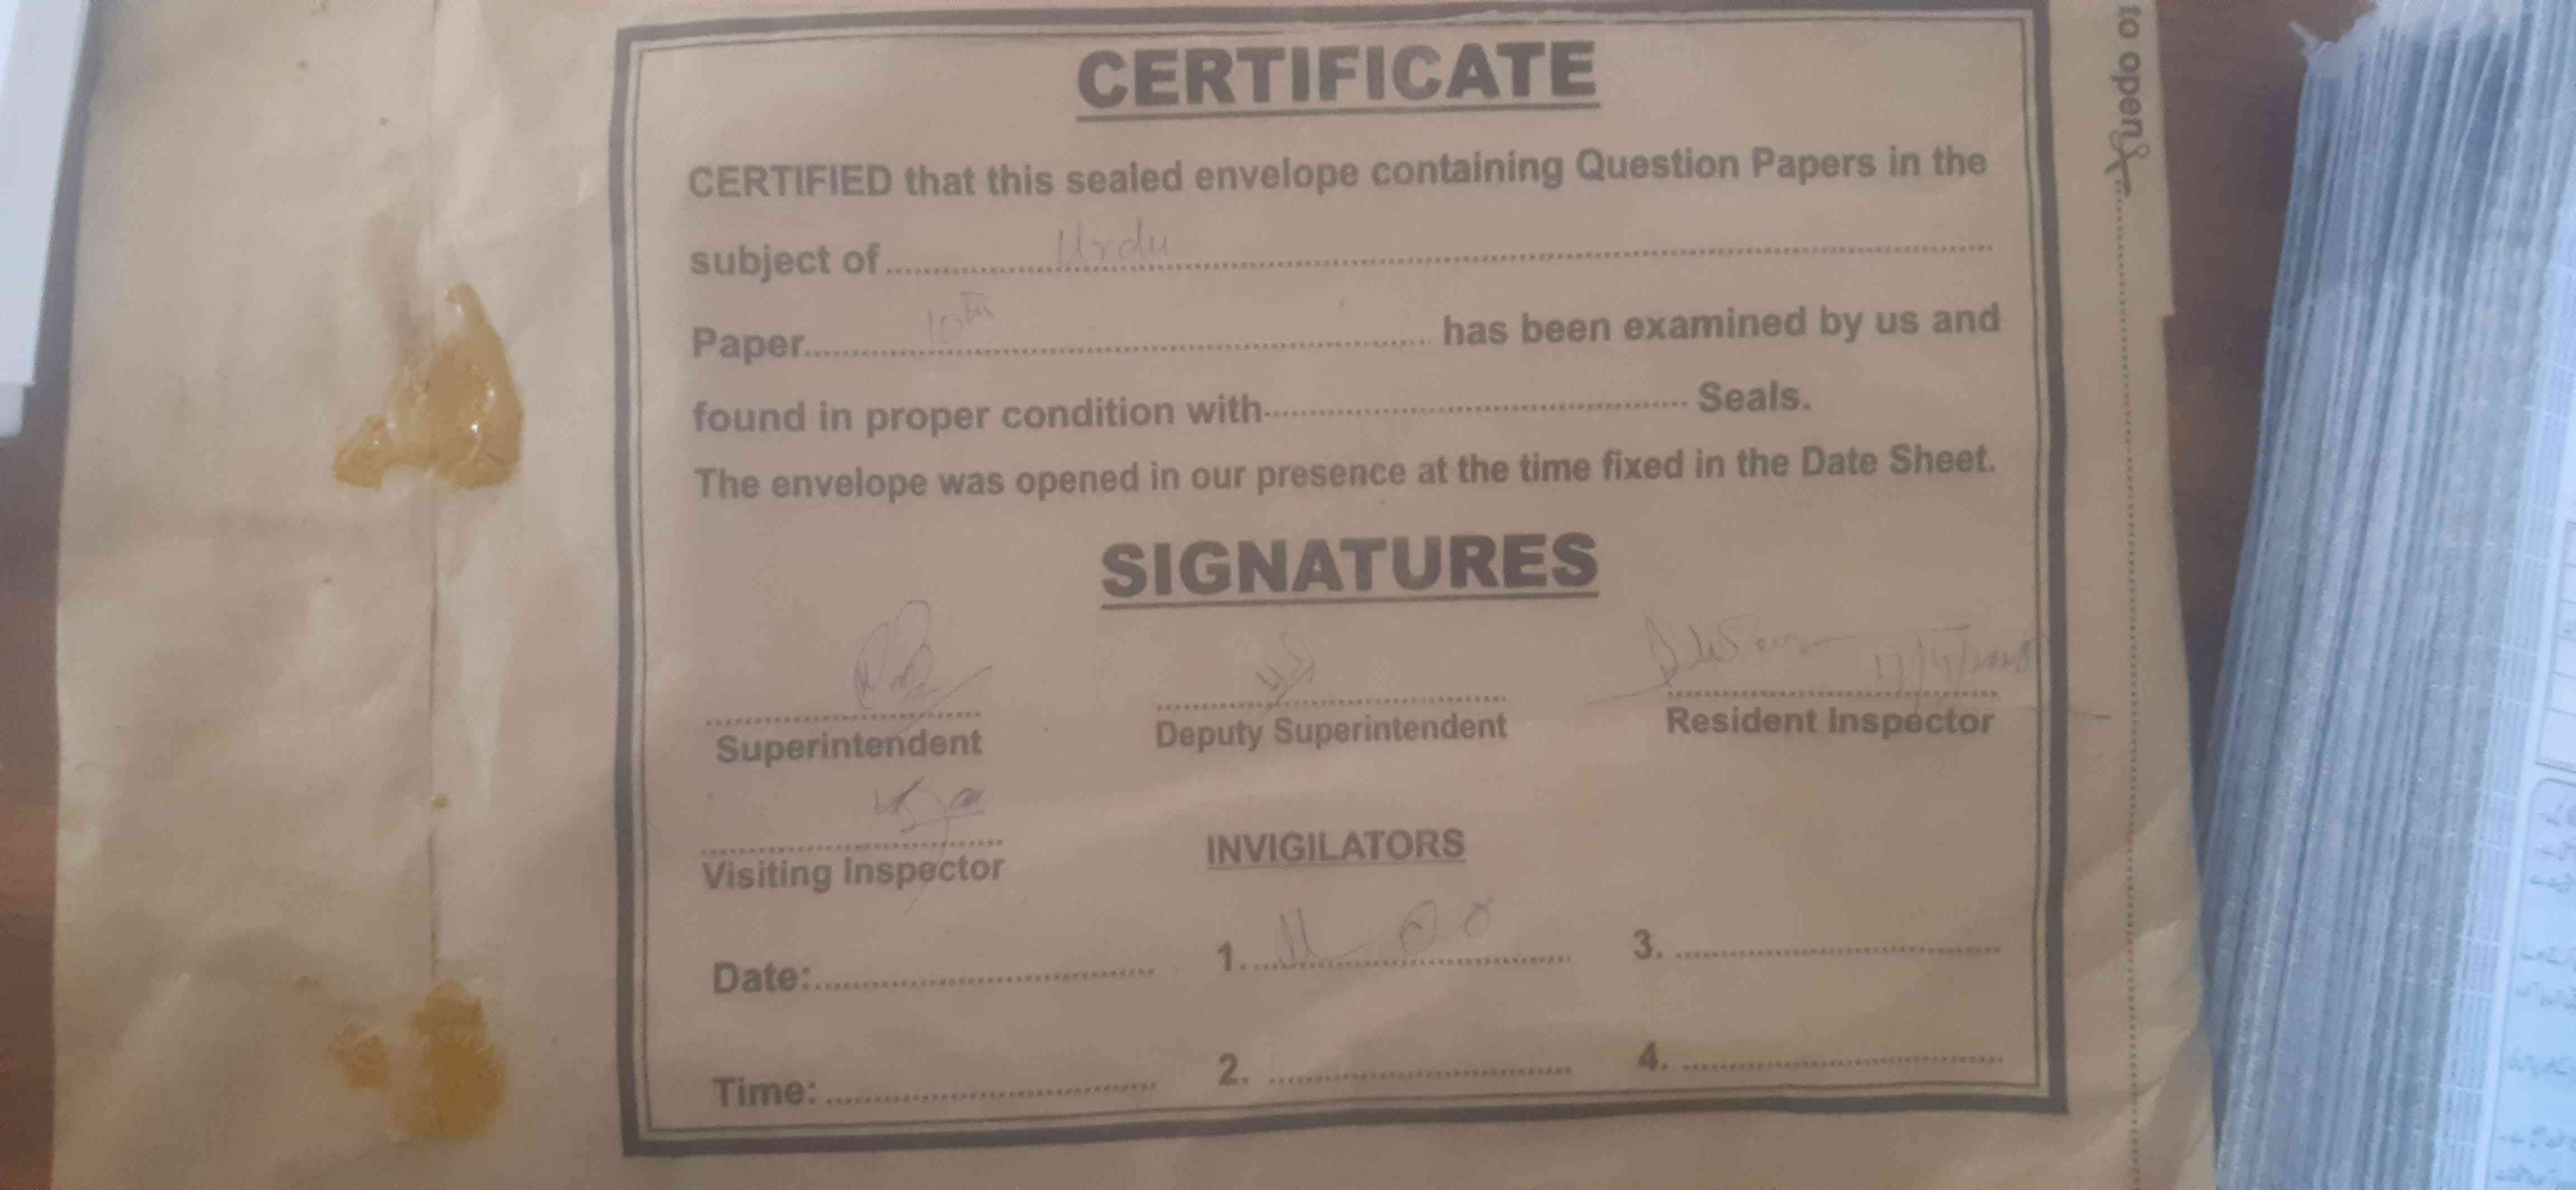 CERTIFICATE
CERTIFIED that this sealed envelope containing Question Papers in the
subject of.......... Urdu ..........
Paper.......... 10th .......... has been examined by us and
found in proper condition with.................... Seals.
The envelope was opened in our presence at the time fixed in the Date Sheet.
SIGNATURES
Superintendent Deputy Superintendent Resident Inspector
Visiting Inspector INVIGILATORS
Date:.................... 1. .................... 3. ....................
Time:.................... 2. .................... 4. ....................
to open